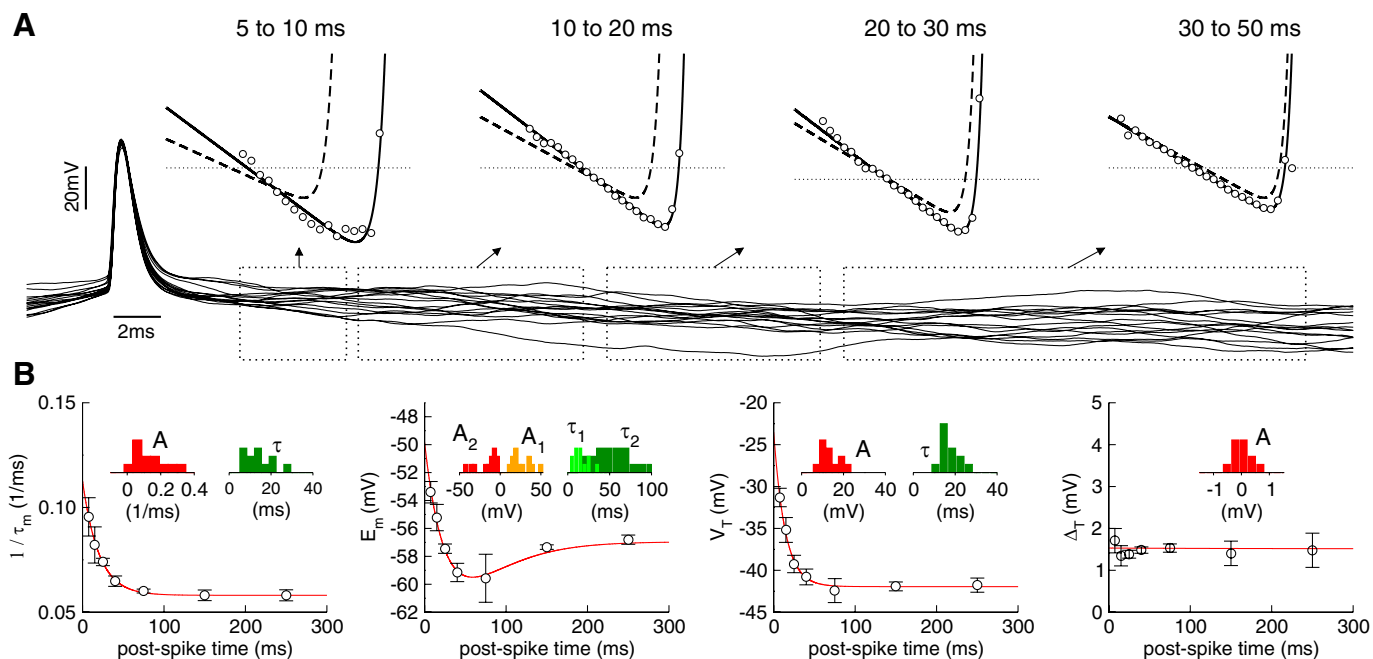 A
5 to 10 ms
10 to 20 ms
20 to 30 ms
30 to 50 ms
20mV
2ms
B
0.15
0.10
0.05
1 / τm (1/ms)
A
0 0.2 0.4
(1/ms)
τ
0 20 40
(ms)
0 100 200 300
post-spike time (ms)
-48
-50
-52
-54
-56
-58
-60
-62
Em (mV)
A2
A1
-50 0 50
(mV)
τ1
τ2
0 50 100
(ms)
0 100 200 300
post-spike time (ms)
-20
-25
-30
-35
-40
-45
VT (mV)
A
0 20 40
(mV)
τ
0 20 40
(ms)
0 100 200 300
post-spike time (ms)
5
4
3
2
1
0
ΔT (mV)
A
-1 0 1
(mV)
0 100 200 300
post-spike time (ms)